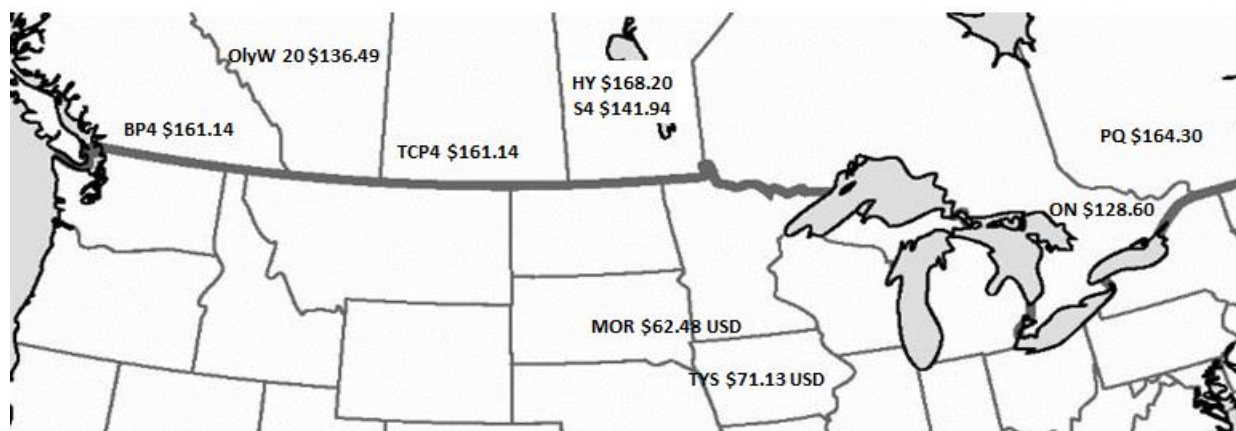 OlyW 20 $136.49
HY $168.20
S4 $141.94
BP4 $161.14
TCP4 $161.14
PQ $164.30
ON $128.60
MOR $62.48 USD
TYS $71.13 USD